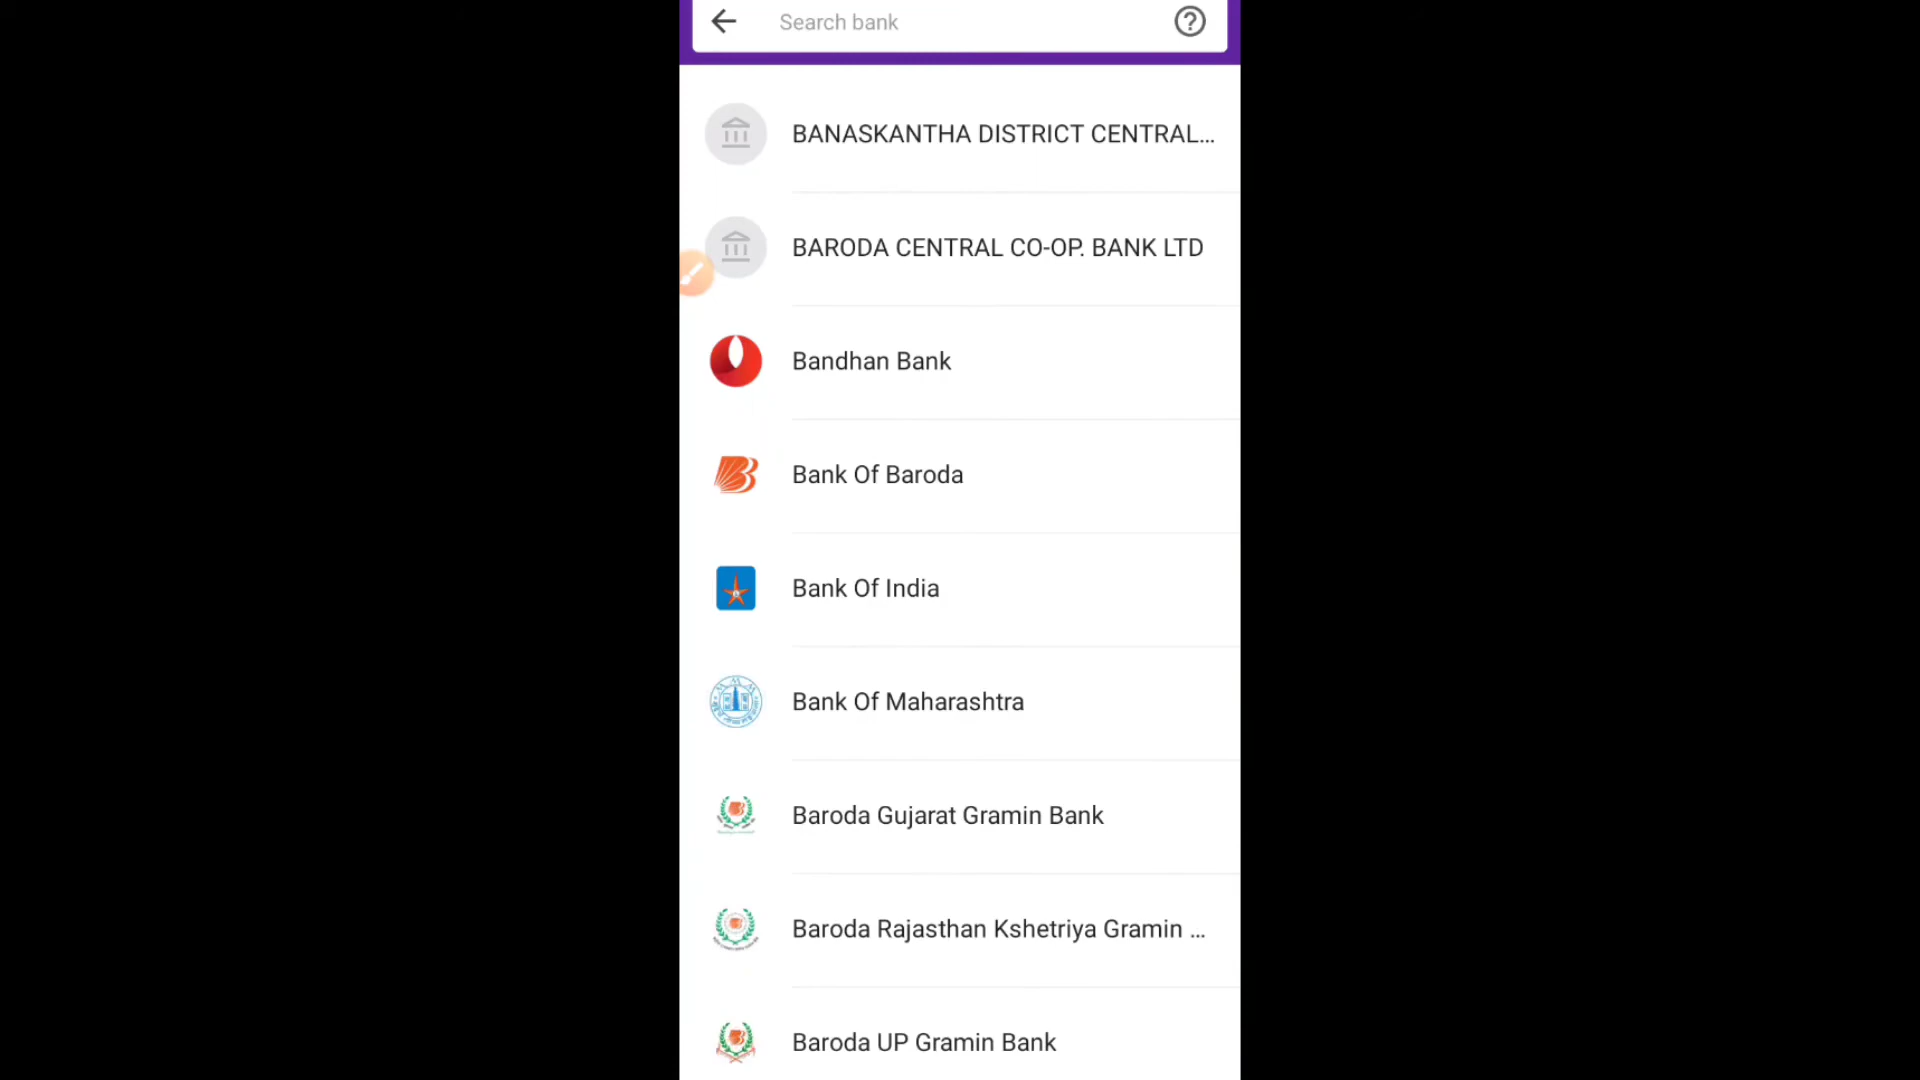 Search bank
BANASKANTHA DISTRICT CENTRAL...
BARODA CENTRAL CO-OP. BANK LTD
Bandhan Bank
Bank Of Baroda
Bank Of India
Bank Of Maharashtra
Baroda Gujarat Gramin Bank
Baroda Rajasthan Kshetriya Gramin ...
Baroda UP Gramin Bank